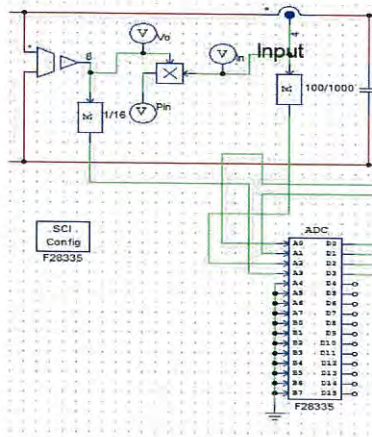 Vo
6
Iin
4
Input
Pin
M
M
100/1000
1/16
SCI
Config
F28335
ADC
A0 D0
A1 D1
A2 D2
A3 D3
A4 D4
A5 D5
A6 D6
A7 D7
B0 D8
B1 D9
B2 D10
B3 D11
B4 D12
B5 D13
B6 D14
B7 D15
F28335